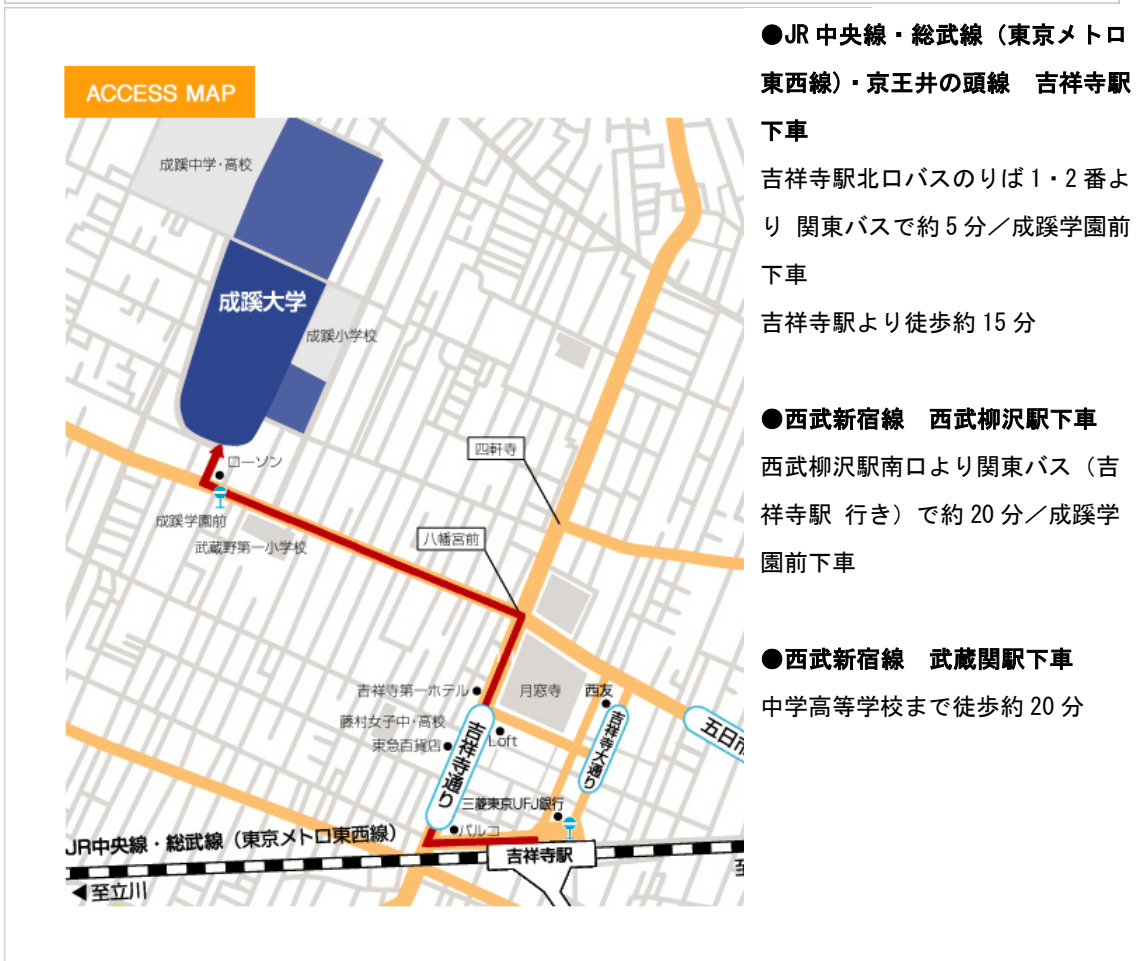 ACCESS MAP
成蹊中学・高校
成蹊大学
成蹊小学校
ローソン
成蹊学園前
武蔵野第一小学校
四軒寺
八幡宮前
吉祥寺第一ホテル
月窓寺
西友
藤村女子中・高校
東急百貨店
Loft
吉祥寺通り
吉祥寺大通り
五日市
三菱東京UFJ銀行
パルコ
JR中央線・総武線（東京メトロ東西線）
吉祥寺駅
◀至立川
至
●JR中央線・総武線（東京メトロ
東西線）・京王井の頭線　吉祥寺駅
下車
吉祥寺駅北口バスのりば1・2番よ
り 関東バスで約5分／成蹊学園前
下車
吉祥寺駅より徒歩約15分
●西武新宿線　西武柳沢駅下車
西武柳沢駅南口より関東バス（吉
祥寺駅 行き）で約20分／成蹊学
園前下車
●西武新宿線　武蔵関駅下車
中学高等学校まで徒歩約20分